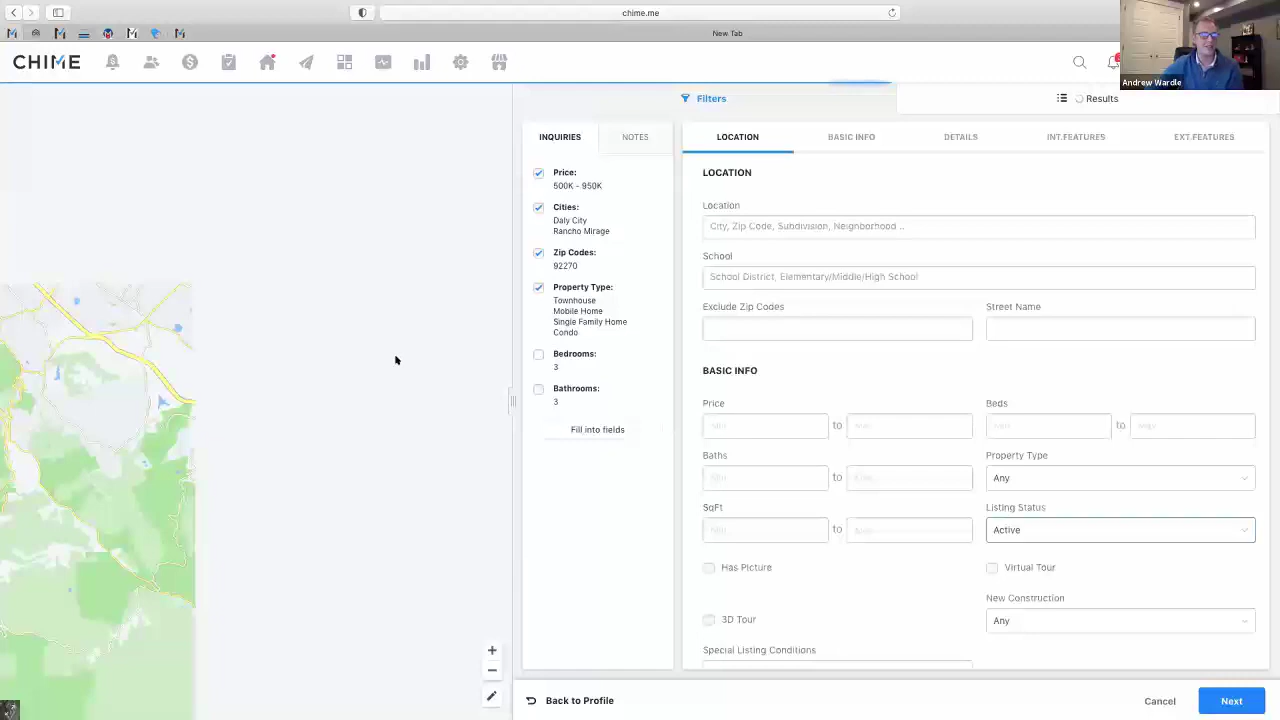 chime.me
New Tab
CHIME
Andrew Wardle
Filters
Results
INQUIRIES
NOTES
LOCATION
BASIC INFO
DETAILS
INT.FEATURES
EXT.FEATURES
Price:
500K - 950K
Cities:
Daly City
Rancho Mirage
Zip Codes:
92270
Property Type:
Townhouse
Mobile Home
Single Family Home
Condo
Bedrooms:
3
Bathrooms:
3
Fill into fields
LOCATION
Location
City, Zip Code, Subdivision, Neighborhood ..
School
School District, Elementary/Middle/High School
Exclude Zip Codes
Street Name
BASIC INFO
Price
to
Beds
to
Baths
to
Property Type
Any
SqFt
to
Listing Status
Active
Has Picture
Virtual Tour
New Construction
3D Tour
Any
Special Listing Conditions
Back to Profile
Cancel
Next